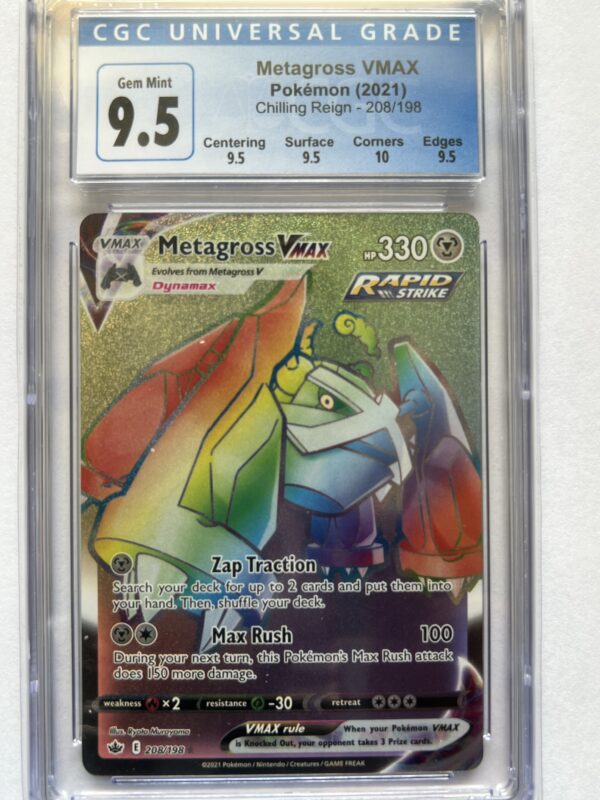 CGC UNIVERSAL GRADE
Gem Mint
9.5
Metagross VMAX
Pokémon (2021)
Chilling Reign - 208/198
Centering Surface Corners Edges
9.5 9.5 10 9.5
VMAX
Metagross VMAX HP 330
Evolves from Metagross V
Dynamax
RAPID STRIKE
Zap Traction
Search your deck for up to 2 cards and put them into
your hand. Then, shuffle your deck.
Max Rush 100
During your next turn, this Pokémon's Max Rush attack
does 150 more damage.
weakness ×2 resistance -30 retreat
Illus. Ryota Murayama
VMAX rule When your Pokémon VMAX
is Knocked Out, your opponent takes 3 Prize cards.
E 208/198
©2021 Pokémon / Nintendo / Creatures / GAME FREAK